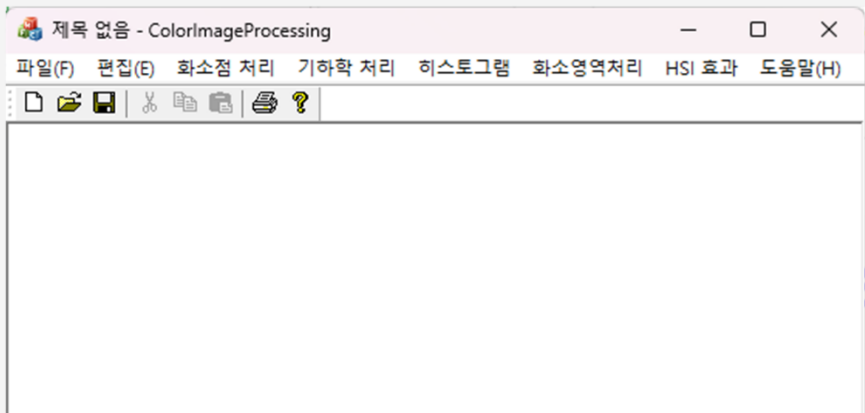 제목 없음 - ColorImageProcessing
파일(F) 편집(E) 화소점 처리 기하학 처리 히스토그램 화소영역처리 HSI 효과 도움말(H)